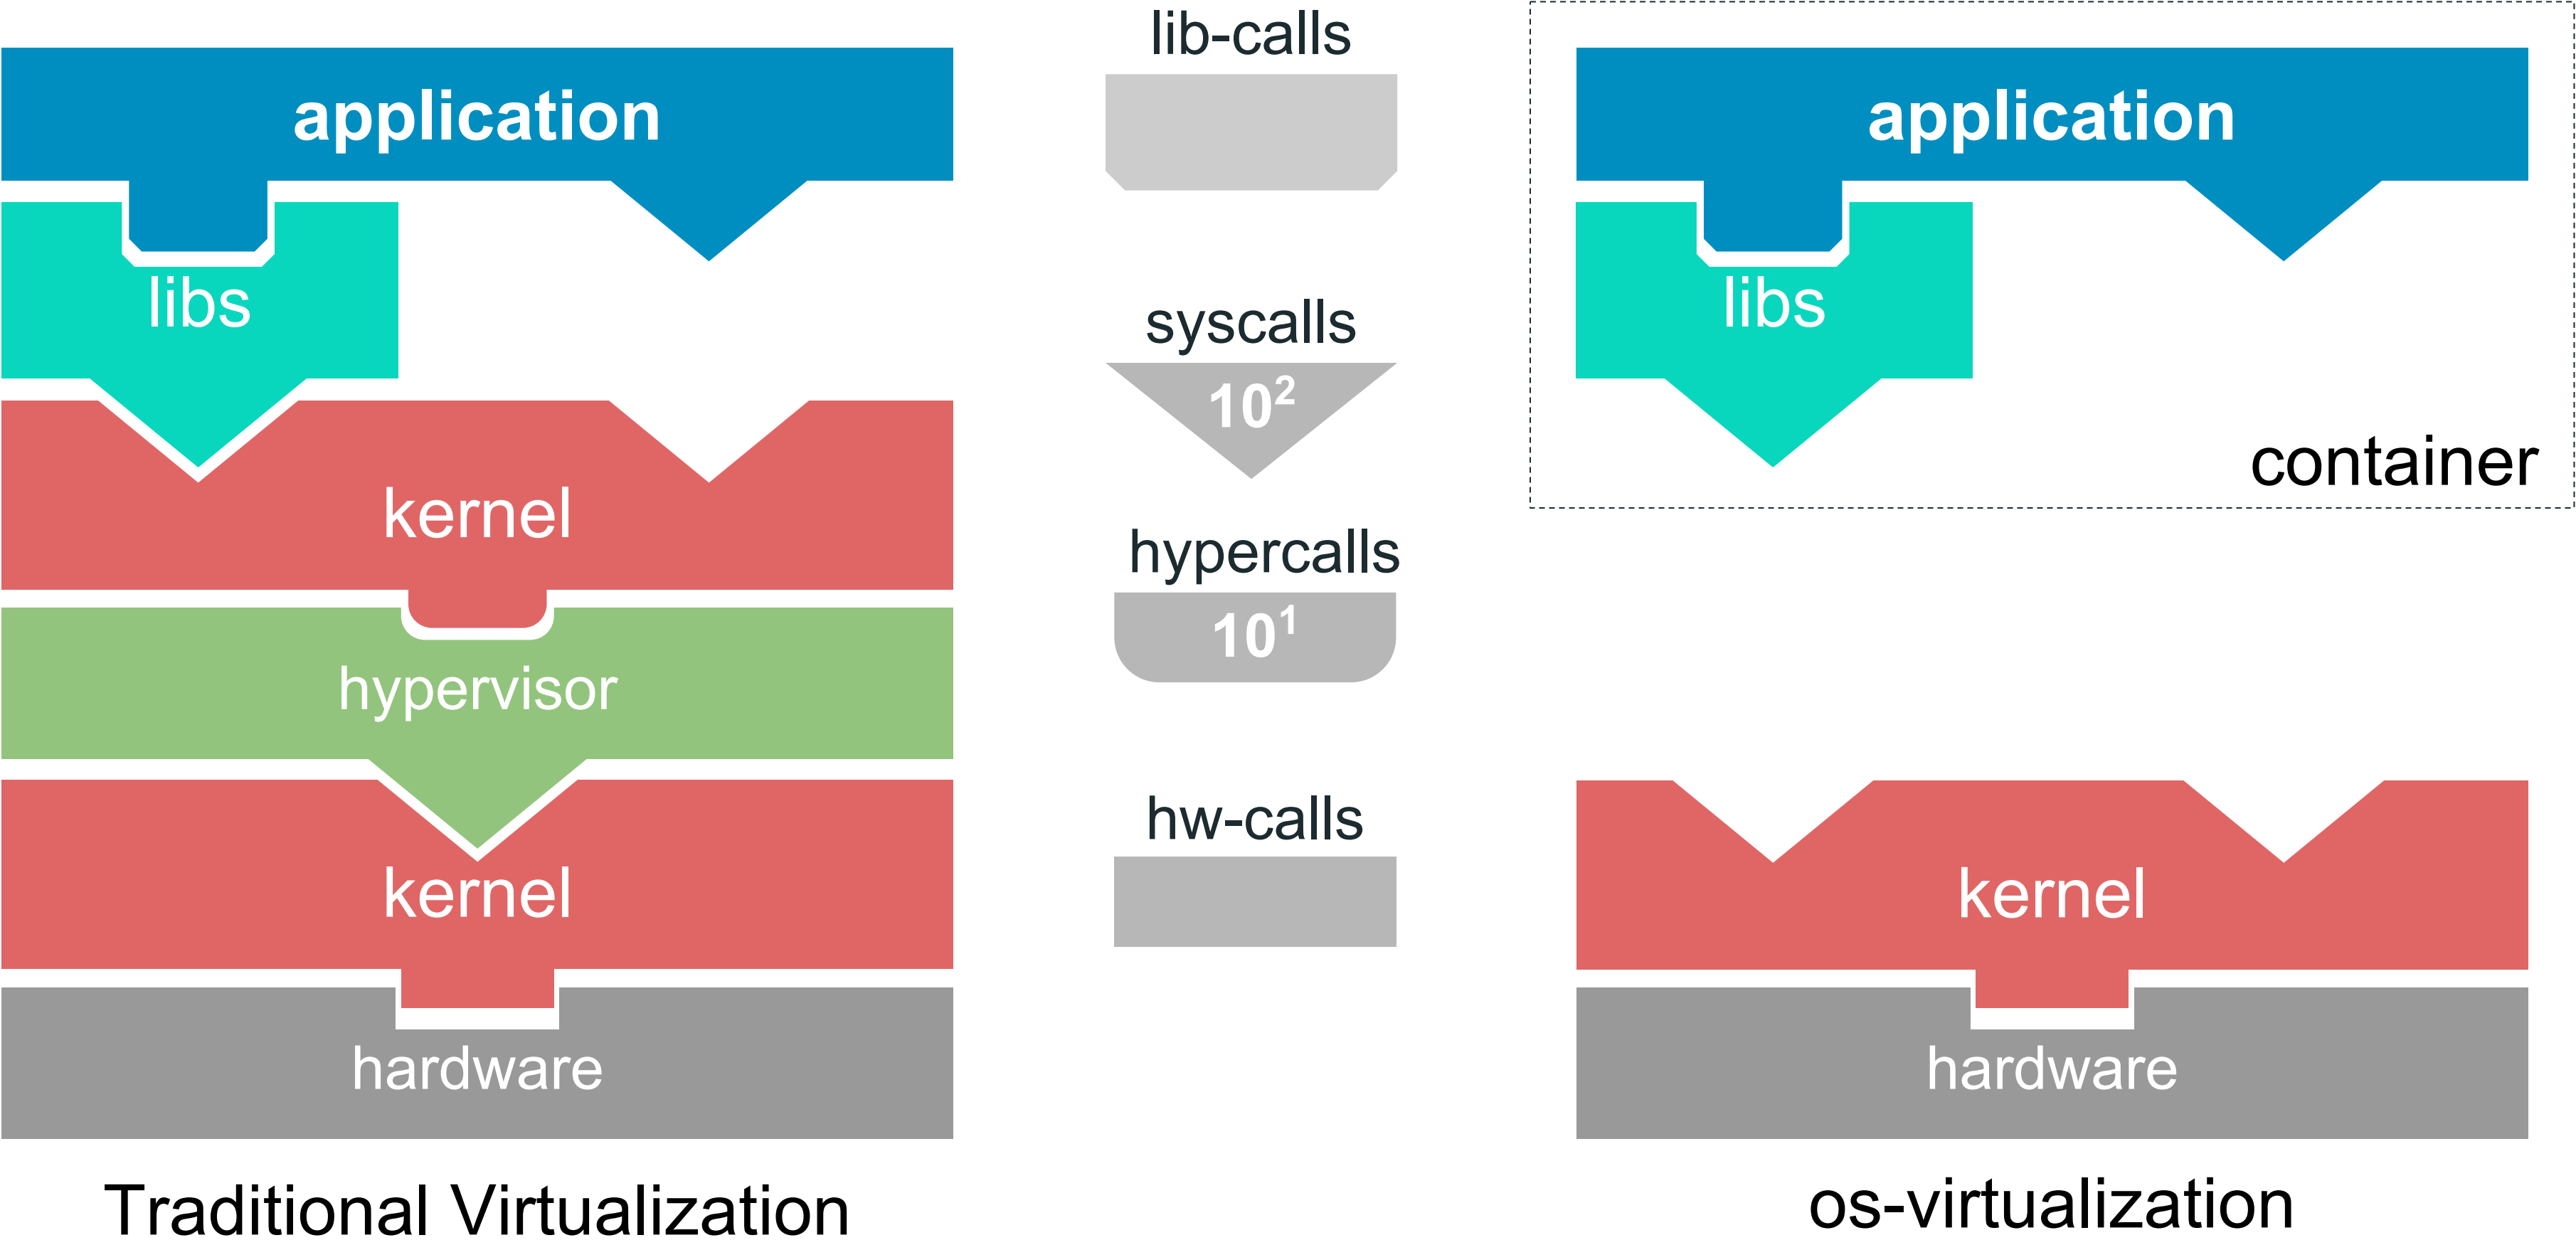 application
libs
kernel
hypervisor
kernel
hardware
Traditional Virtualization
lib-calls
syscalls
10²
hypercalls
10¹
hw-calls
application
libs
container
kernel
hardware
os-virtualization